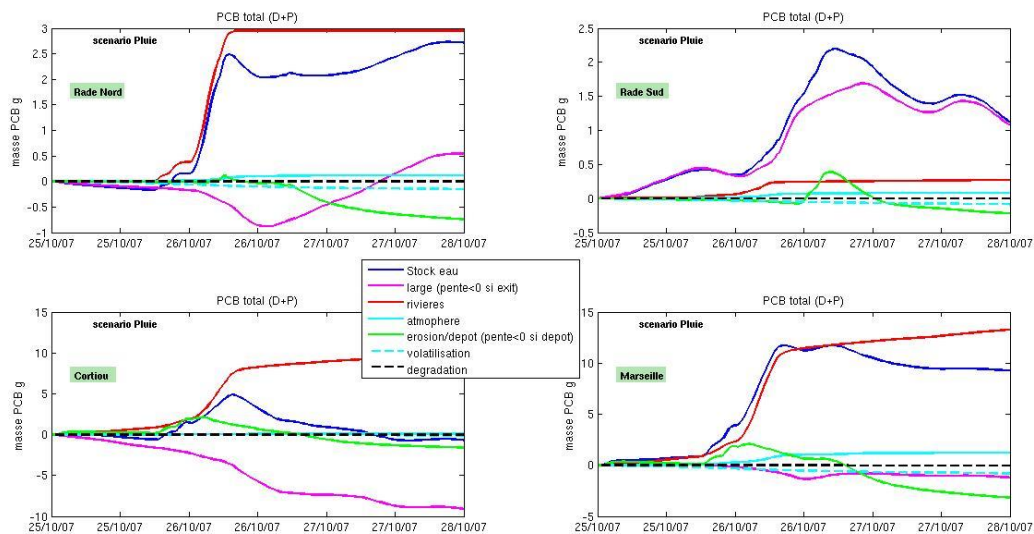 PCB total (D+P)
scenario Pluie
Rade Nord
masse PCB g
3
2.5
2
1.5
1
0.5
0
-0.5
-1
25/10/07 25/10/07 26/10/07 26/10/07 27/10/07 27/10/07 28/10/07
PCB total (D+P)
scenario Pluie
Rade Sud
masse PCB g
2.5
2
1.5
1
0.5
0
-0.5
25/10/07 25/10/07 26/10/07 26/10/07 27/10/07 27/10/07 28/10/07
Stock eau
large (pente<0 si exit)
rivieres
atmophere
erosion/depot (pente<0 si depot)
volatilisation
degradation
PCB total (D+P)
scenario Pluie
Cortiou
masse PCB g
15
10
5
0
-5
-10
25/10/07 25/10/07 26/10/07 26/10/07 27/10/07 27/10/07 28/10/07
PCB total (D+P)
scenario Pluie
Marseille
masse PCB g
15
10
5
0
-5
25/10/07 25/10/07 26/10/07 26/10/07 27/10/07 27/10/07 28/10/07